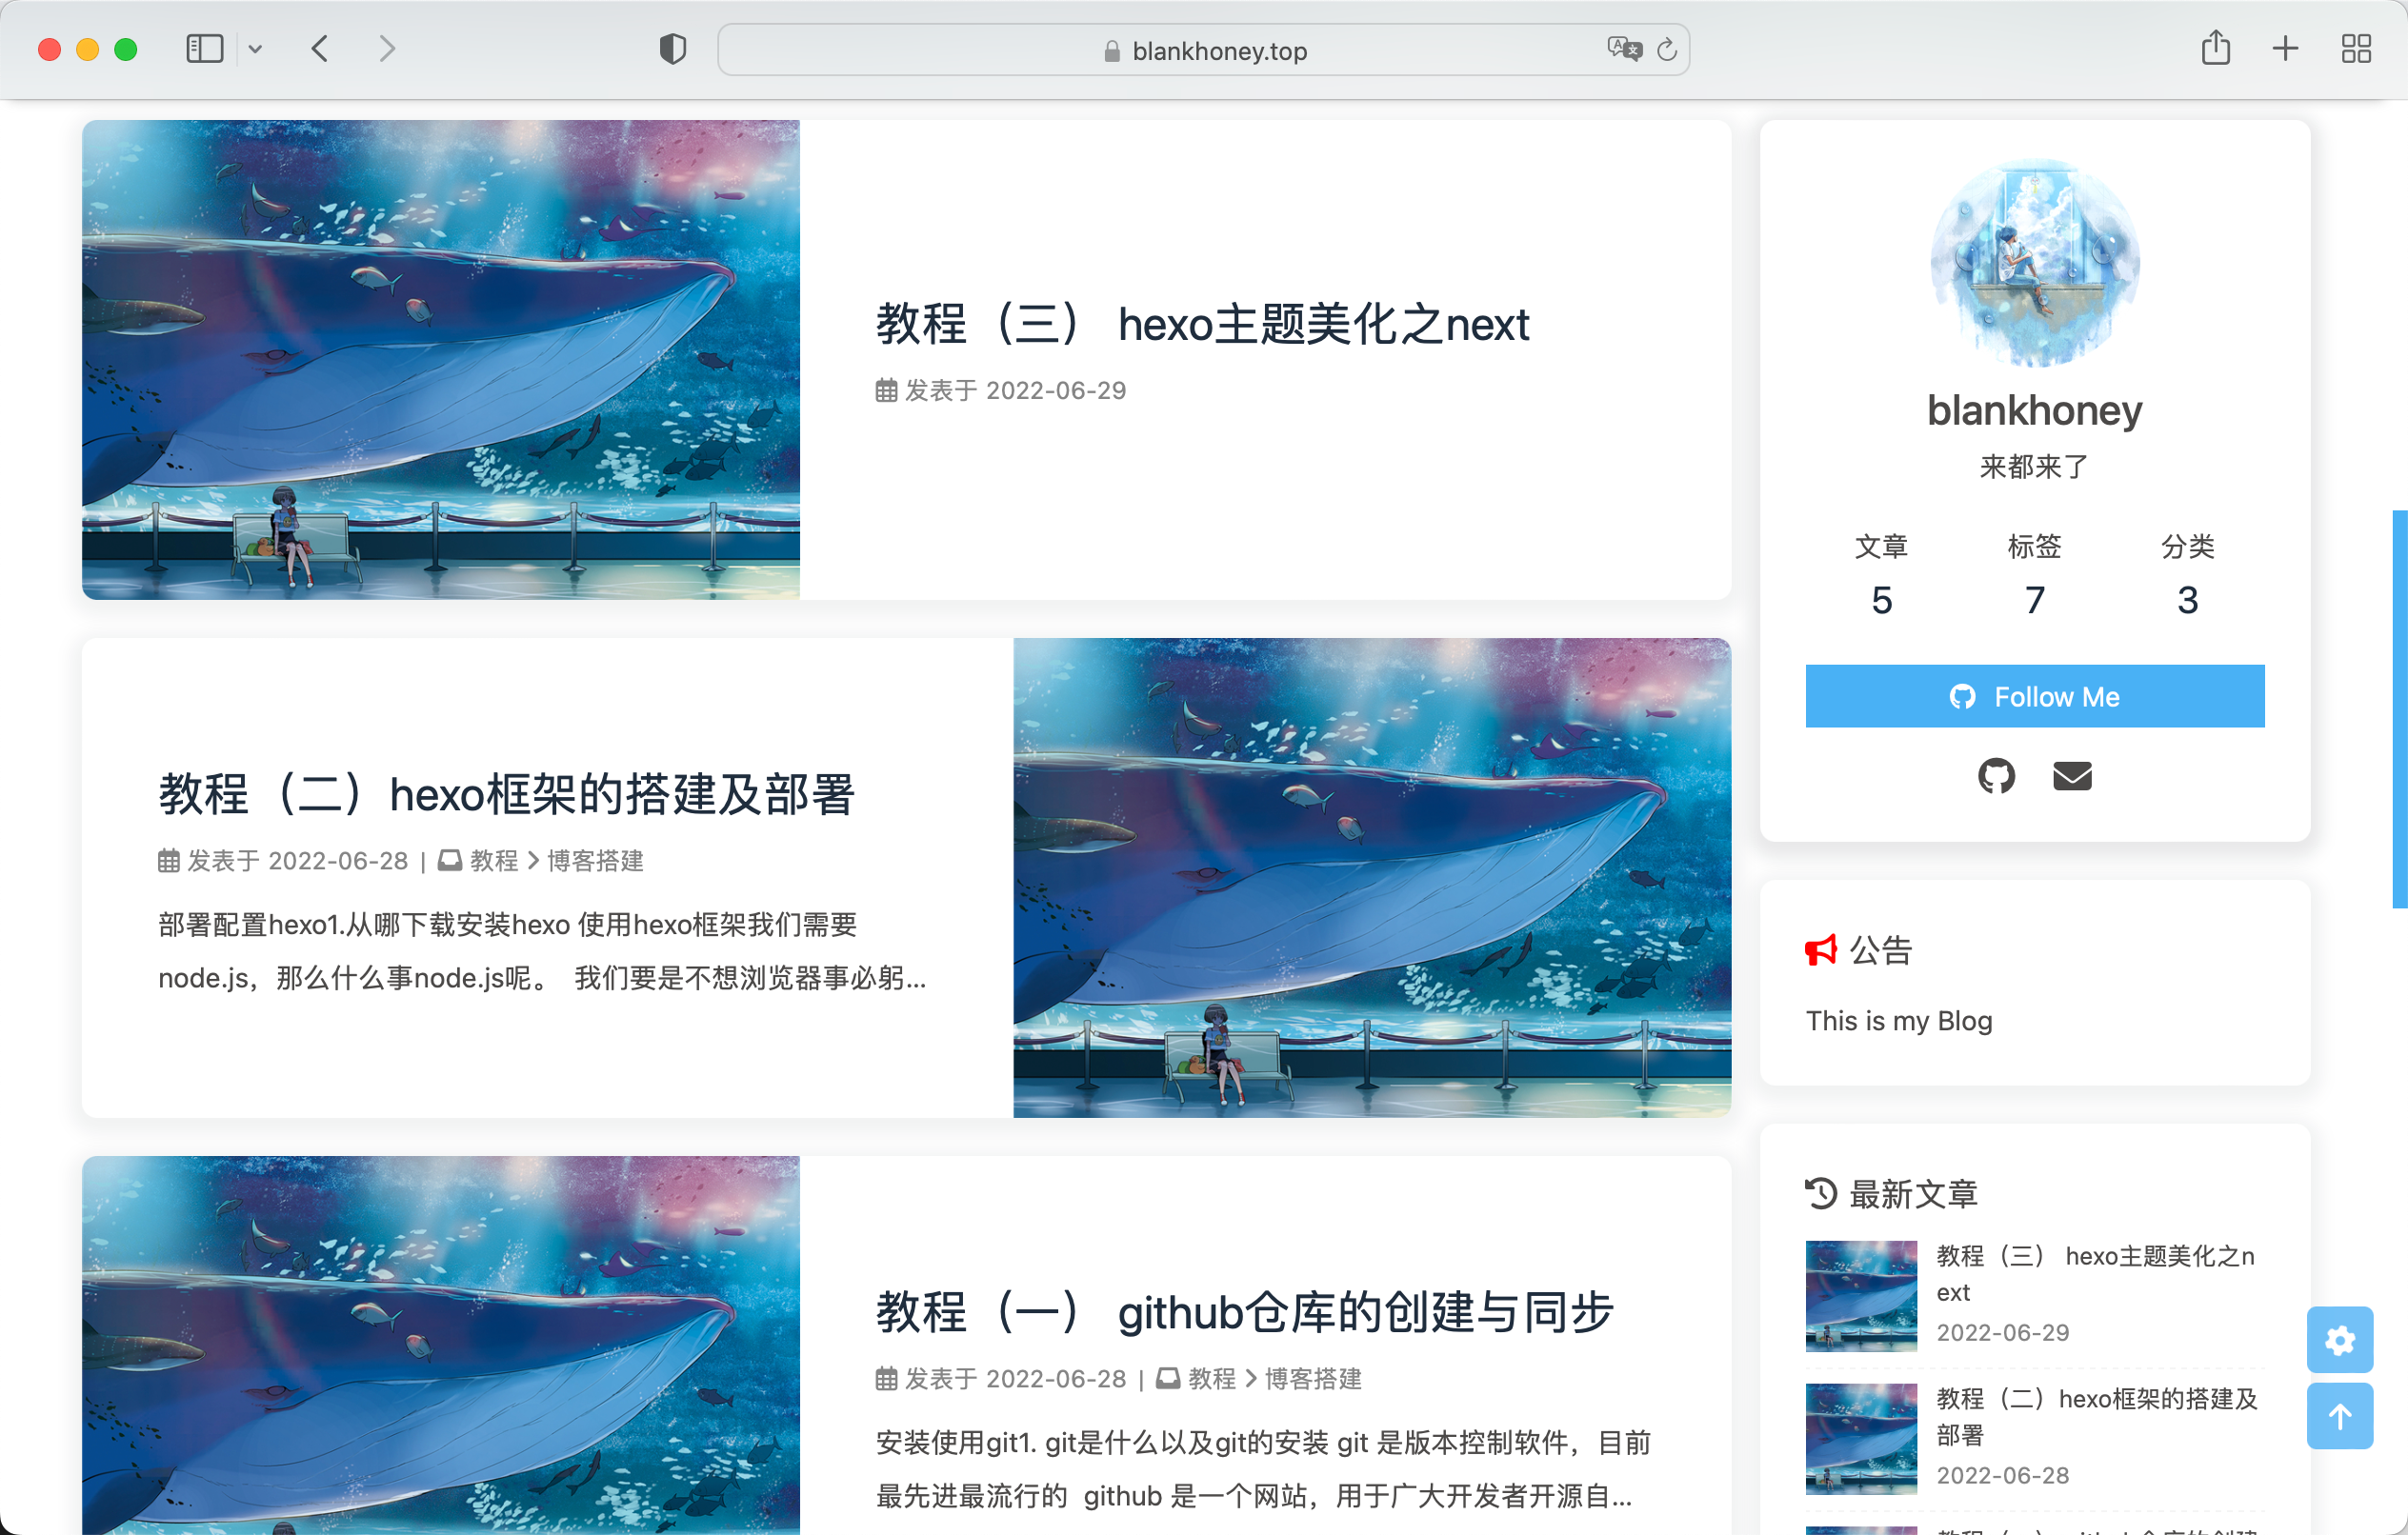 blankhoney.top
教程（三） hexo主题美化之next
发表于 2022-06-29
教程（二）hexo框架的搭建及部署
发表于 2022-06-28 | 教程 > 博客搭建
部署配置hexo1.从哪下载安装hexo 使用hexo框架我们需要
node.js，那么什么事node.js呢。 我们要是不想浏览器事必躬...
教程（一） github仓库的创建与同步
发表于 2022-06-28 | 教程 > 博客搭建
安装使用git1. git是什么以及git的安装 git 是版本控制软件，目前
最先进最流行的 github 是一个网站，用于广大开发者开源自...
blankhoney
来都来了
文章 标签 分类
5 7 3
Follow Me
公告
This is my Blog
最新文章
教程（三） hexo主题美化之n
ext
2022-06-29
教程（二）hexo框架的搭建及
部署
2022-06-28